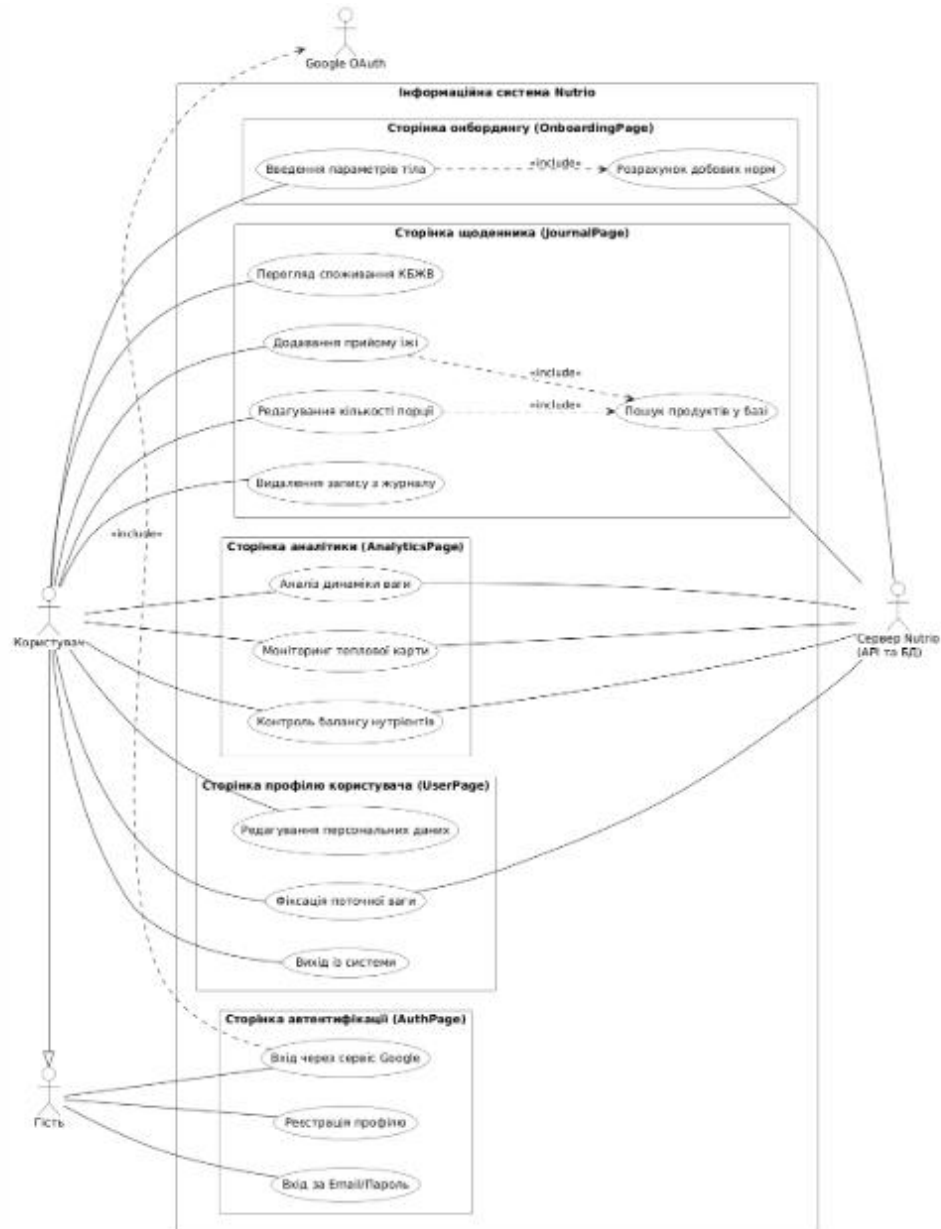 Google OAuth
Інформаційна система Nutrio
Сторінка онбордингу (OnboardingPage)
Введення параметрів тіла
«include»
Розрахунок добових норм
Сторінка щоденника (JournalPage)
Перегляд споживання КБЖВ
Додавання прийому їжі
«include»
Редагування кількості порції
«include»
Пошук продуктів у базі
Видалення запису з журналу
«include»
Сторінка аналітики (AnalyticsPage)
Аналіз динаміки ваги
Користувач
Моніторинг теплової карти
Сервер Nutrio
(API та БД)
Контроль балансу нутрієнтів
Сторінка профілю користувача (UserPage)
Редагування персональних даних
Фіксація поточної ваги
Вихід із системи
Сторінка автентифікації (AuthPage)
Вхід через сервіс Google
Гість
Реєстрація профілю
Вхід за Email/Пароль